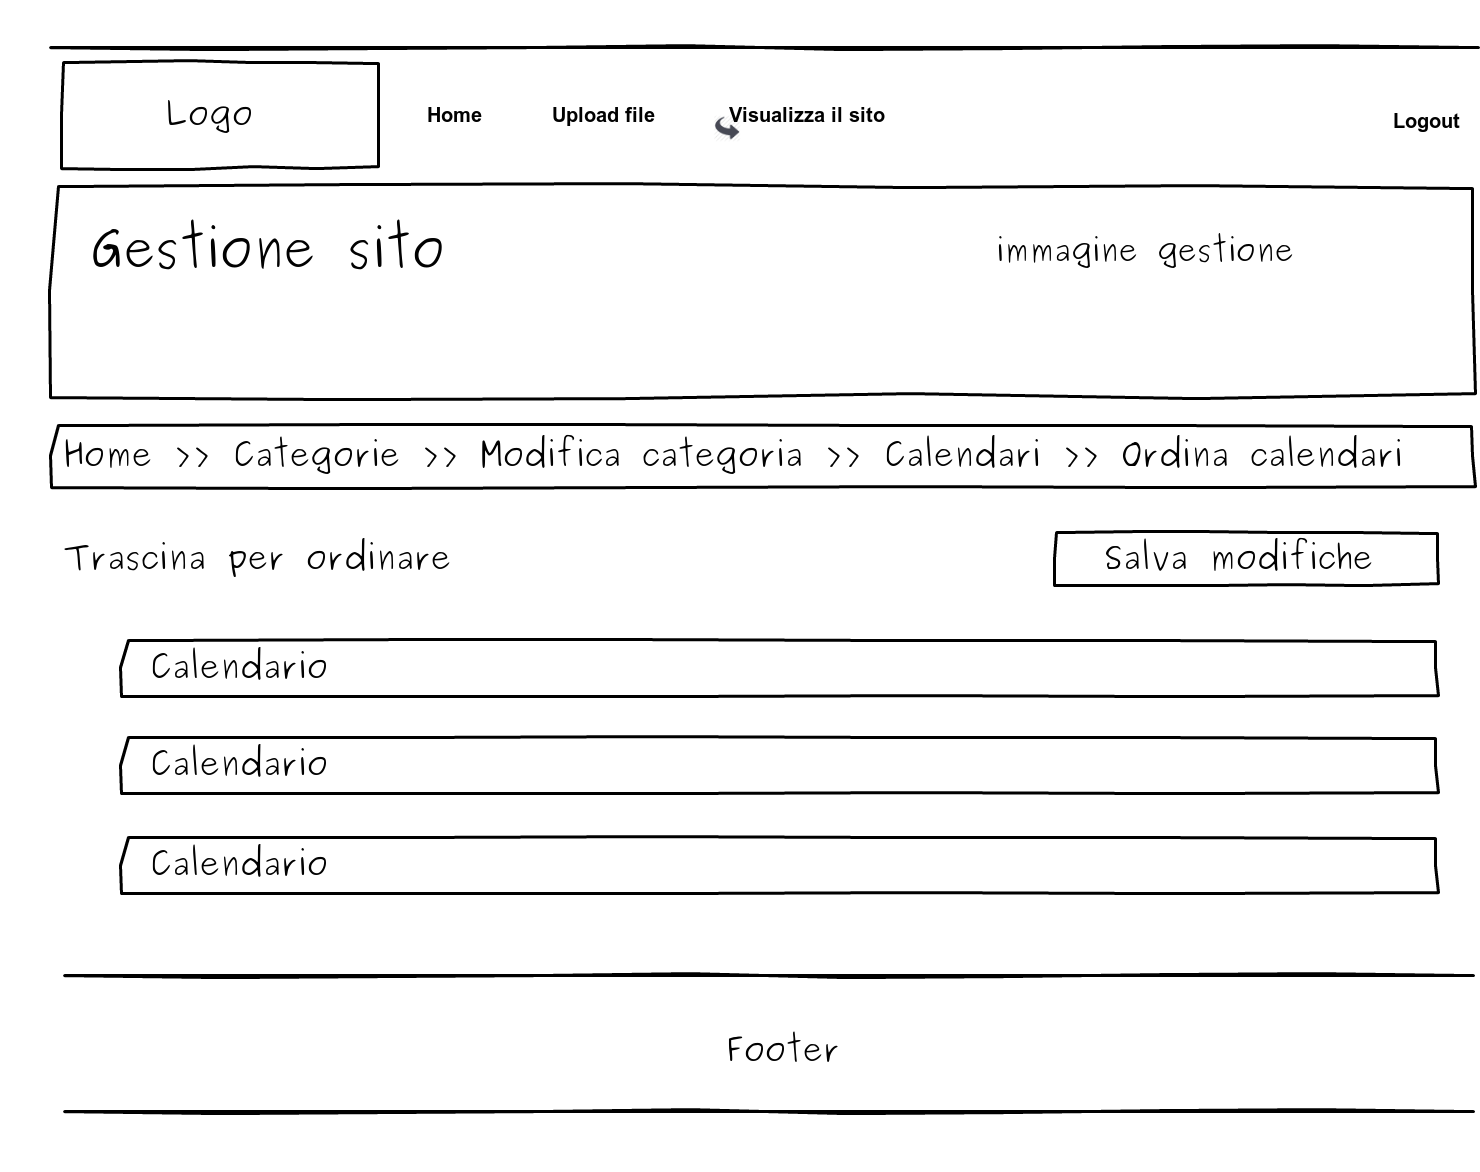 Logo
Home
Upload file
Visualizza il sito
Logout
Gestione sito
immagine gestione
Home >> Categorie >> Modifica categoria >> Calendari >> Ordina calendari
Trascina per ordinare
Salva modifiche
Calendario
Calendario
Calendario
Footer